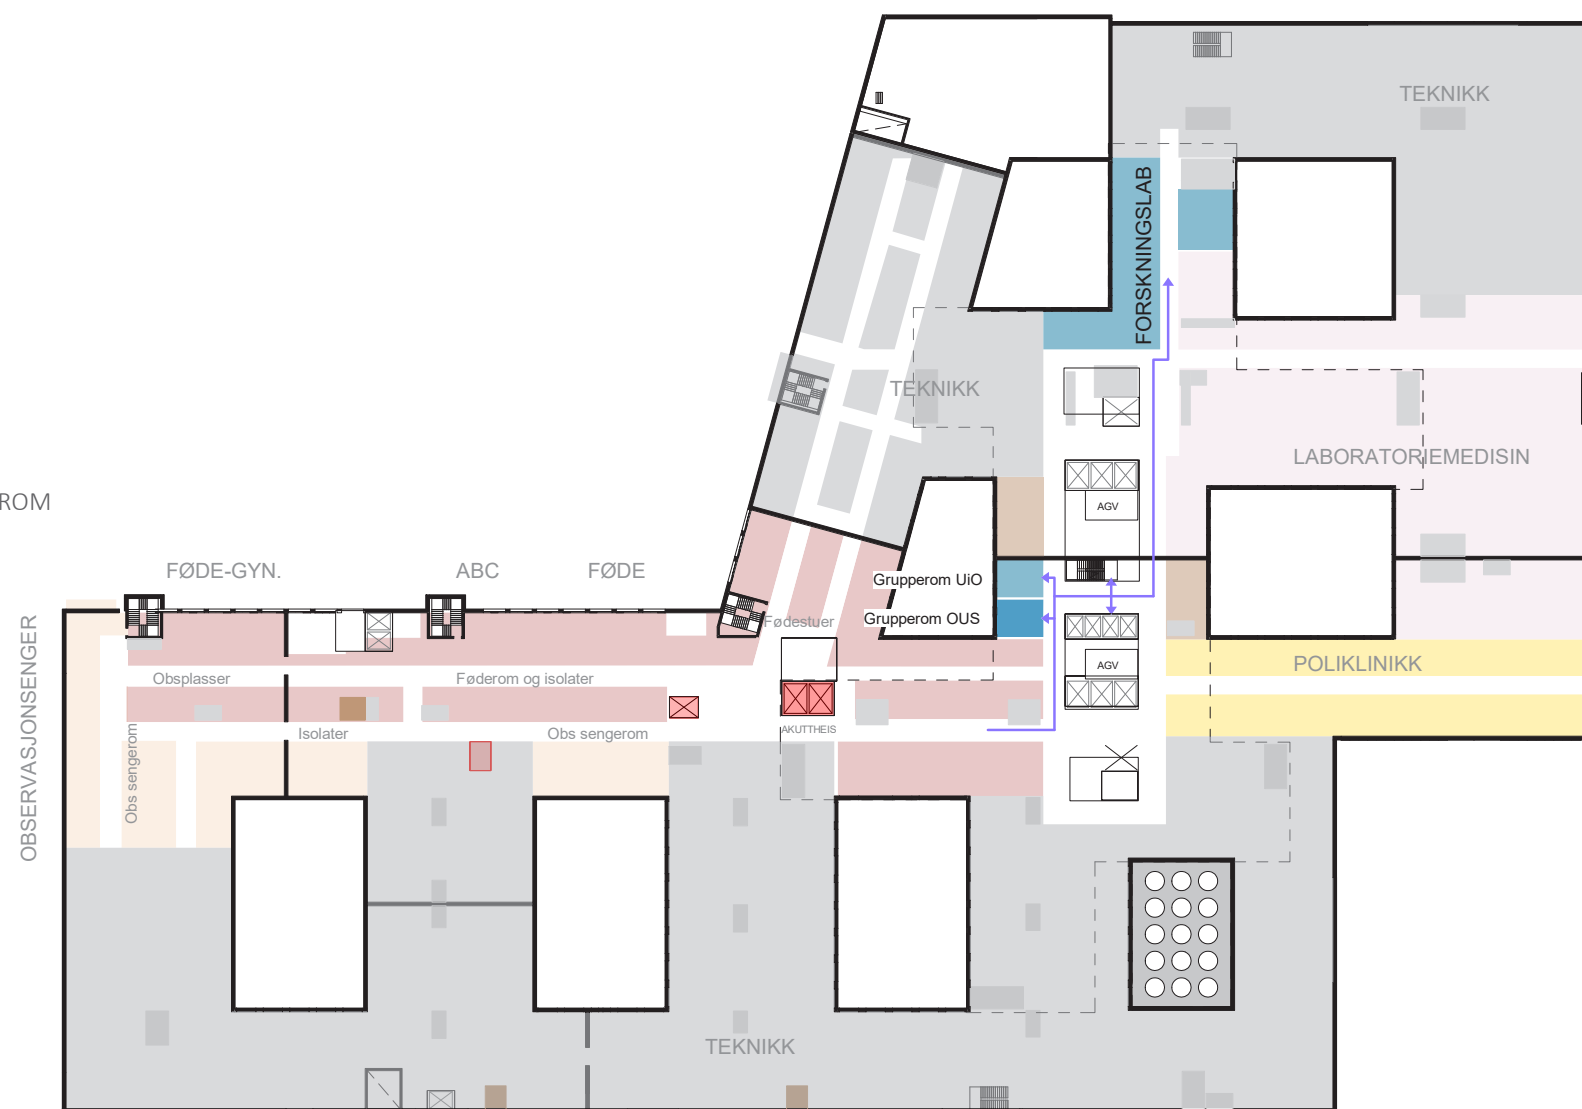 TEKNIKK
FORSKNINGSLAB
TEKNIKK
LABORATORIEMEDISIN
ROM
AGV
FØDE-GYN.
ABC
FØDE
Grupperom UiO
Grupperom OUS
Fødestuer
OBSERVASJONSENGER
Obsplasser
Føderom og isolater
AGV
POLIKLINIKK
Isolater
Obs sengerom
AKUTTHEIS
Obs sengerom
TEKNIKK